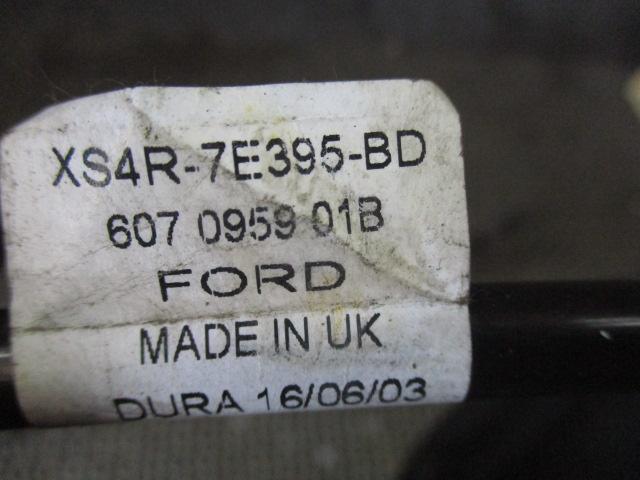 XS4R-7E395-BD
607 0959 01B
FORD
MADE IN UK
DURA 16/06/03